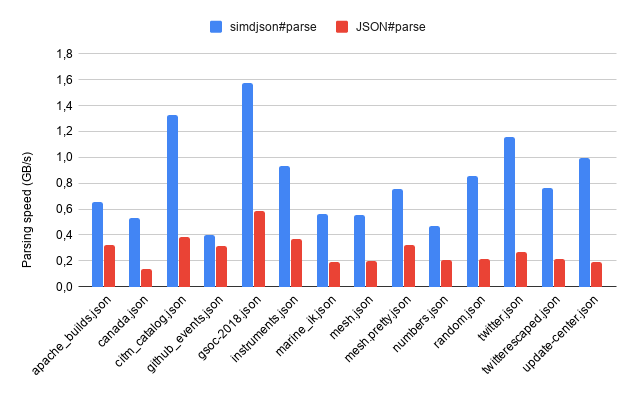 simdjson#parse JSON#parse
1,8
1,6
1,4
1,2
1,0
0,8
0,6
0,4
0,2
0,0
Parsing speed (GB/s)
apache_builds.json
canada.json
citm_catalog.json
github_events.json
gsoc-2018.json
instruments.json
marine_ik.json
mesh.json
mesh.pretty.json
numbers.json
random.json
twitter.json
twitterescaped.json
update-center.json